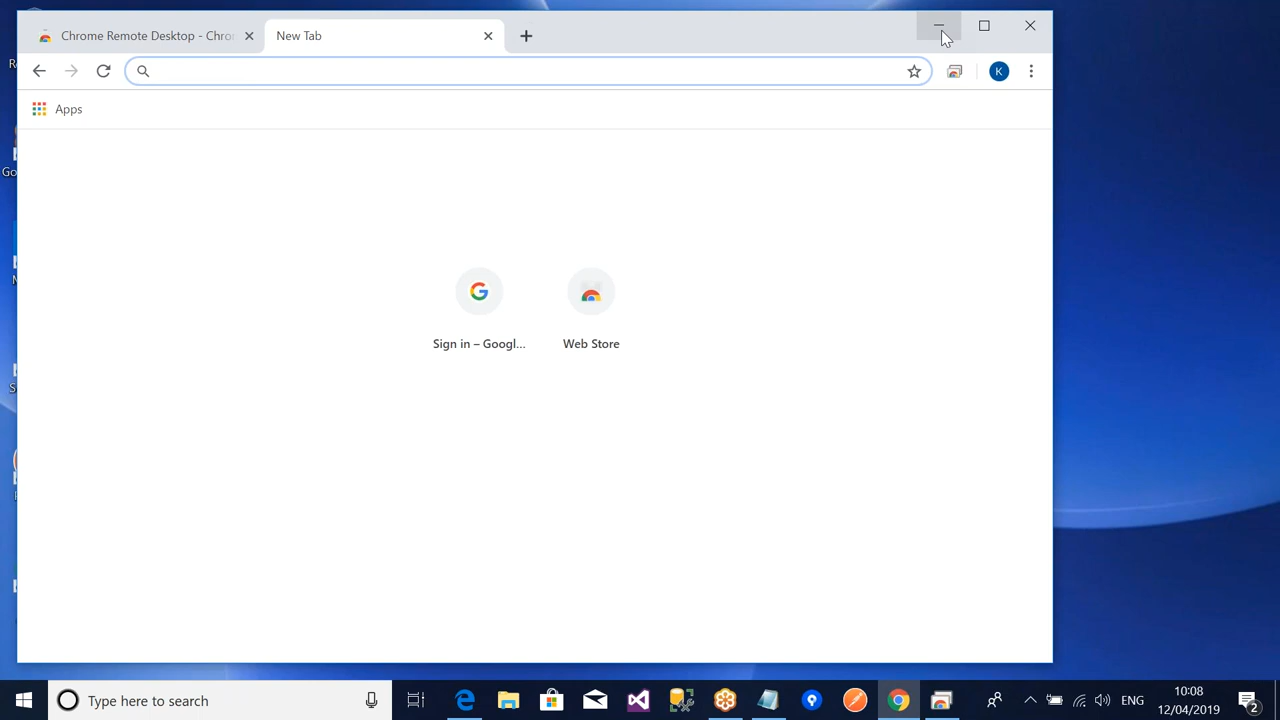 Chrome Remote Desktop - Chro
New Tab
K
Apps
Sign in – Googl...
Web Store
Type here to search
ENG
10:08
12/04/2019
2